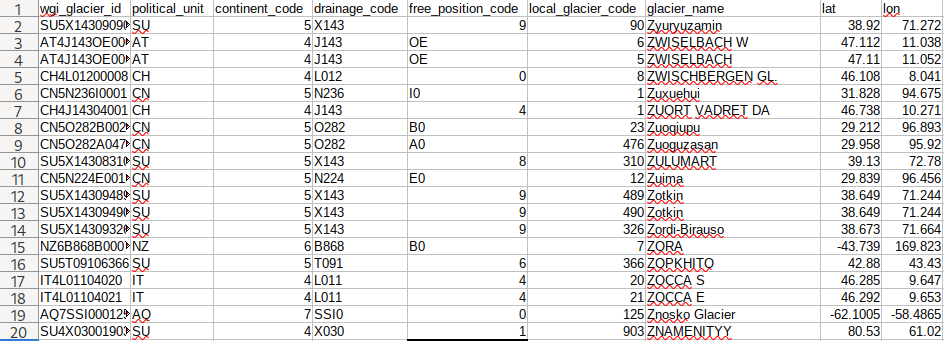 1 wgi_glacier_id political_unit continent_code drainage_code free_position_code local_glacier_code glacier_name lat lon
2 SU5X1430909 SU 5 X143 9 90 Zyuryuzamin 38.92 71.272
3 AT4J143OE00 AT 4 J143 OE 6 ZWISELBACH W 47.112 11.038
4 AT4J143OE00 AT 4 J143 OE 5 ZWISELBACH 47.11 11.052
5 CH4L01200008 CH 4 L012 0 8 ZWISCHBERGEN GL. 46.108 8.041
6 CN5N236I0001 CN 5 N236 I0 1 Zuxuehui 31.828 94.675
7 CH4J14304001 CH 4 J143 4 1 ZUORT VADRET DA 46.738 10.271
8 CN5O282B002 CN 5 O282 B0 23 Zuoqiupu 29.212 96.893
9 CN5O282A047 CN 5 O282 A0 476 Zuoguzasan 29.958 95.92
10 SU5X1430831 SU 5 X143 8 310 ZULUMART 39.13 72.78
11 CN5N224E001 CN 5 N224 E0 12 Zuima 29.839 96.456
12 SU5X1430948 SU 5 X143 9 489 Zotkin 38.649 71.244
13 SU5X1430949 SU 5 X143 9 490 Zotkin 38.649 71.244
14 SU5X1430932 SU 5 X143 9 326 Zordi-Birauso 38.673 71.664
15 NZ6B868B000 NZ 6 B868 B0 7 ZORA -43.739 169.823
16 SU5T09106366 SU 5 T091 6 366 ZOPKHITO 42.88 43.43
17 IT4L01104020 IT 4 L011 4 20 ZOCCA S 46.285 9.647
18 IT4L01104021 IT 4 L011 4 21 ZOCCA E 46.292 9.653
19 AQ7SSI00012 AQ 7 SSI0 0 125 Znosko Glacier -62.1005 -58.4865
20 SU4X0300190 SU 4 X030 1 903 ZNAMENITYY 80.53 61.02